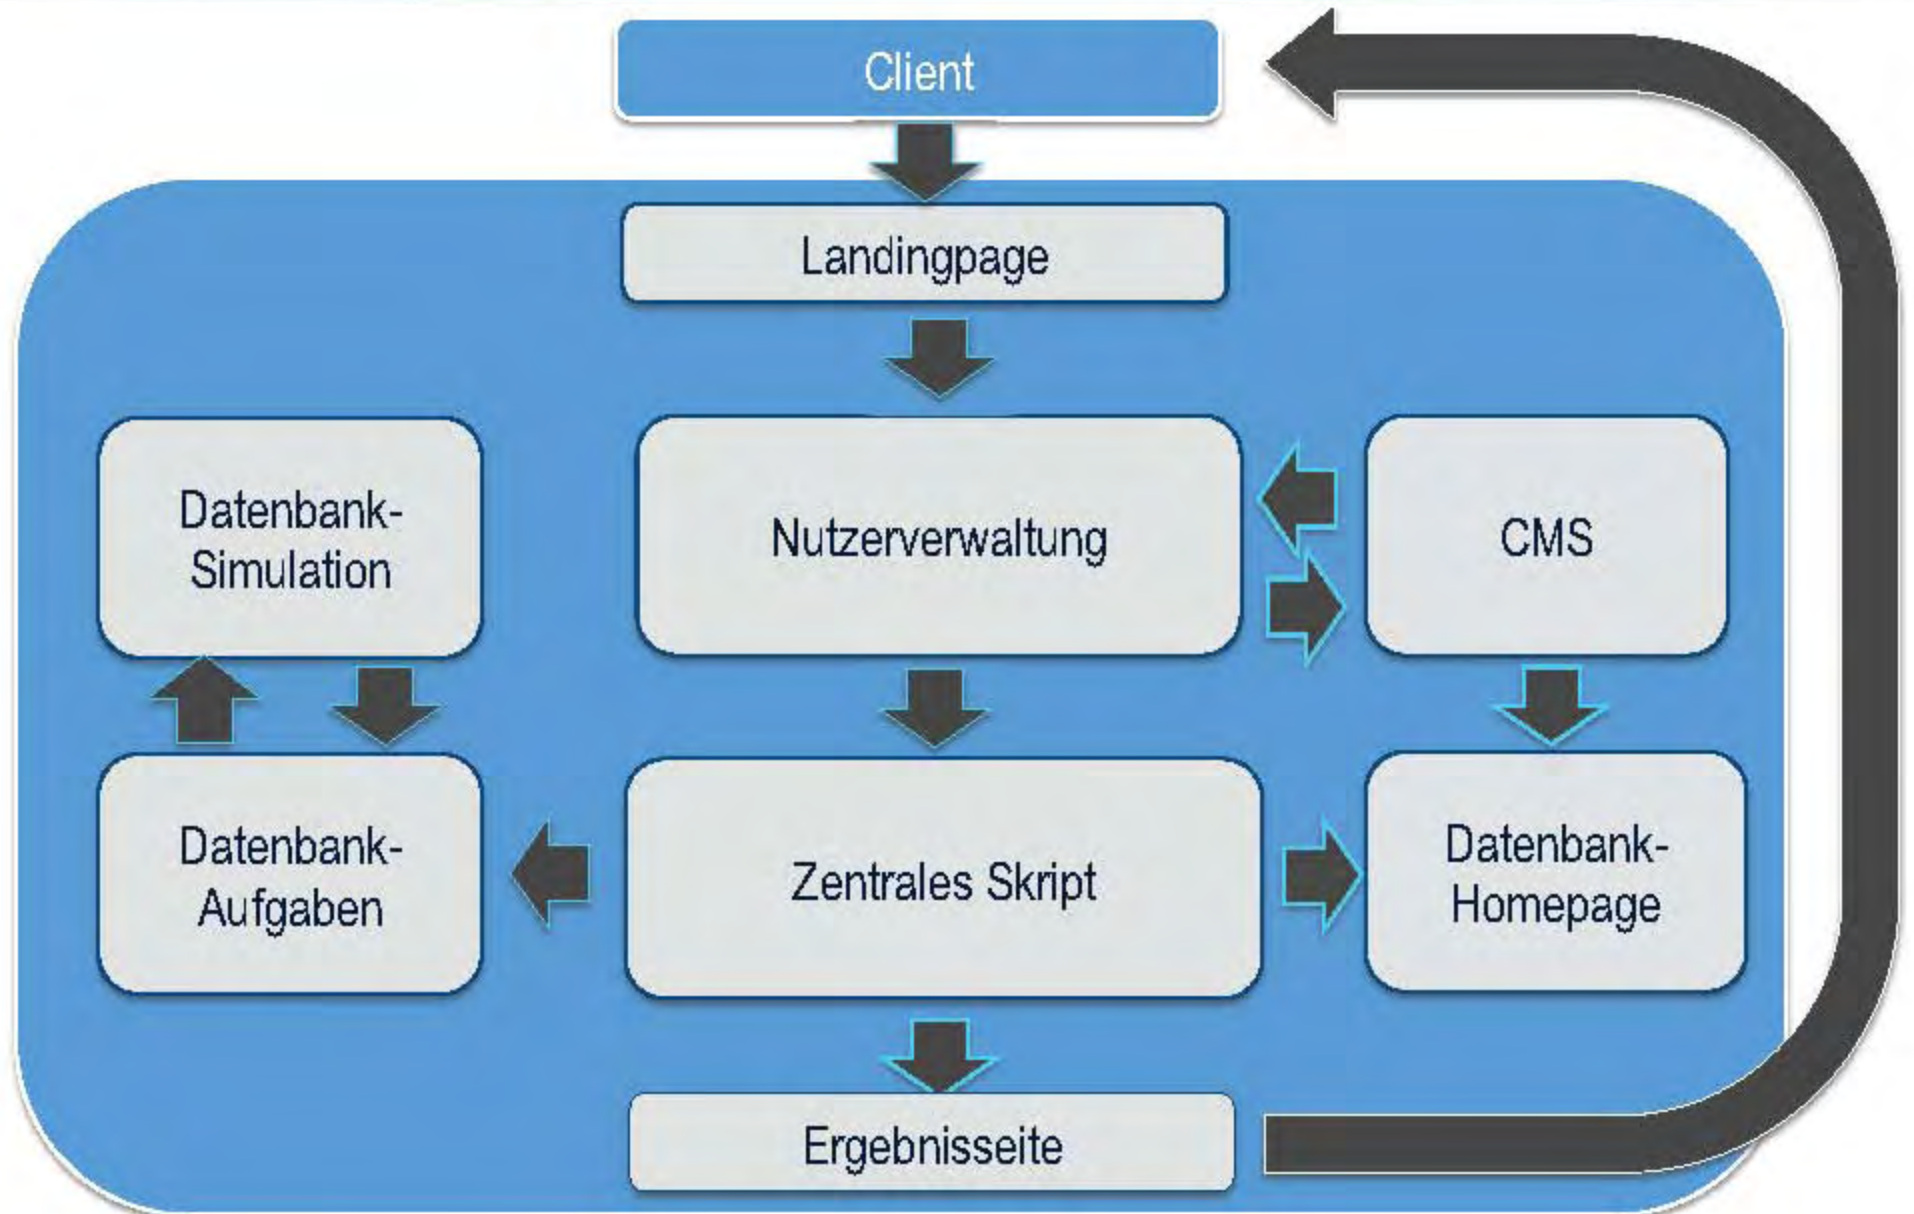 Client
Landingpage
Datenbank-
Simulation
Nutzerverwaltung
CMS
Datenbank-
Aufgaben
Zentrales Skript
Datenbank-
Homepage
Ergebnisseite